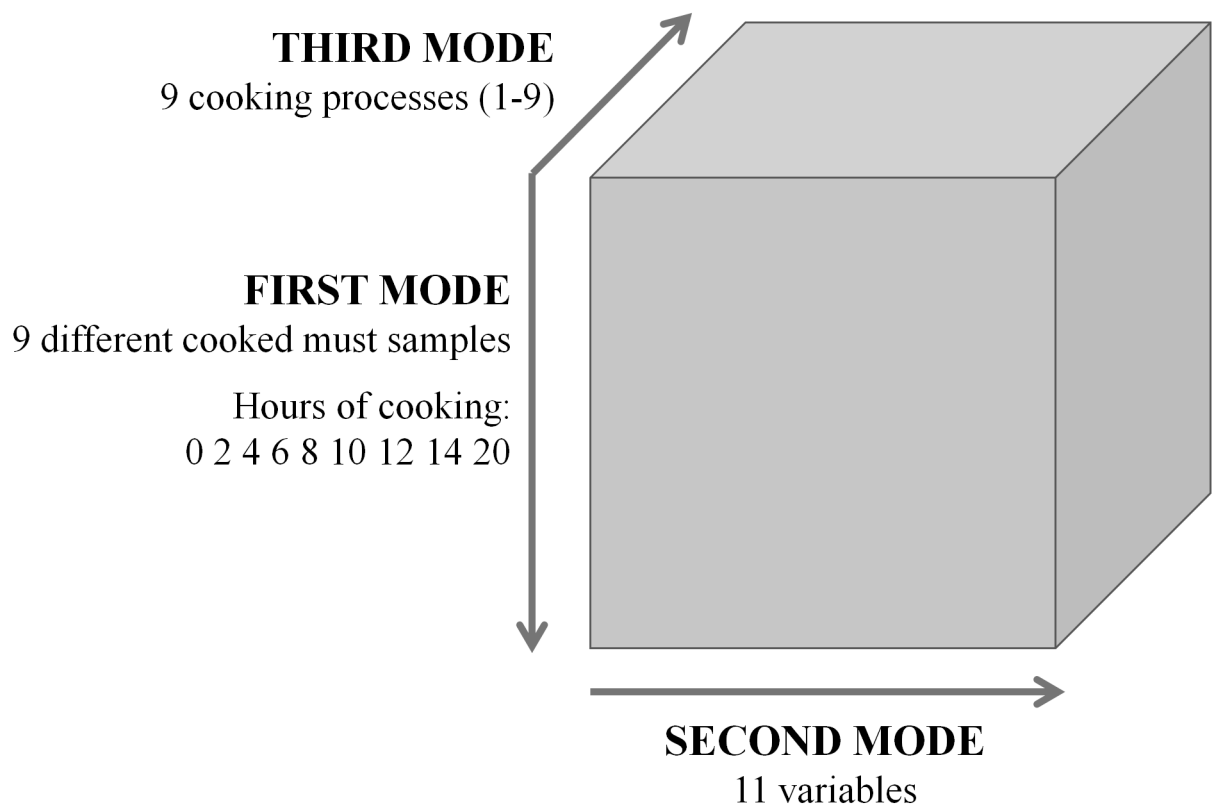 THIRD MODE
9 cooking processes (1-9)
FIRST MODE
9 different cooked must samples
Hours of cooking:
0 2 4 6 8 10 12 14 20
SECOND MODE
11 variables